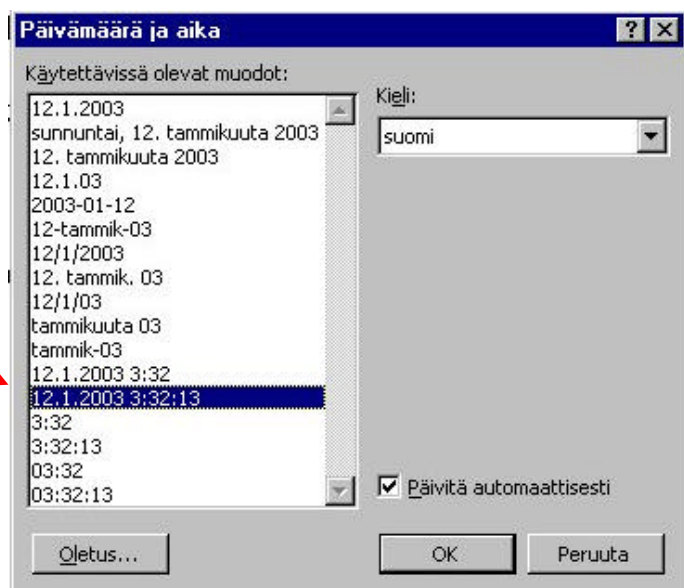 Päivämäärä ja aika
Käytettävissä olevat muodot:
12.1.2003
sunnuntai, 12. tammikuuta 2003
12. tammikuuta 2003
12.1.03
2003-01-12
12-tammik-03
12/1/2003
12. tammik. 03
12/1/03
tammikuuta 03
tammik-03
12.1.2003 3:32
12.1.2003 3:32:13
3:32
3:32:13
03:32
03:32:13
Kieli:
suomi
Päivitä automaattisesti
Oletus...
OK
Peruuta